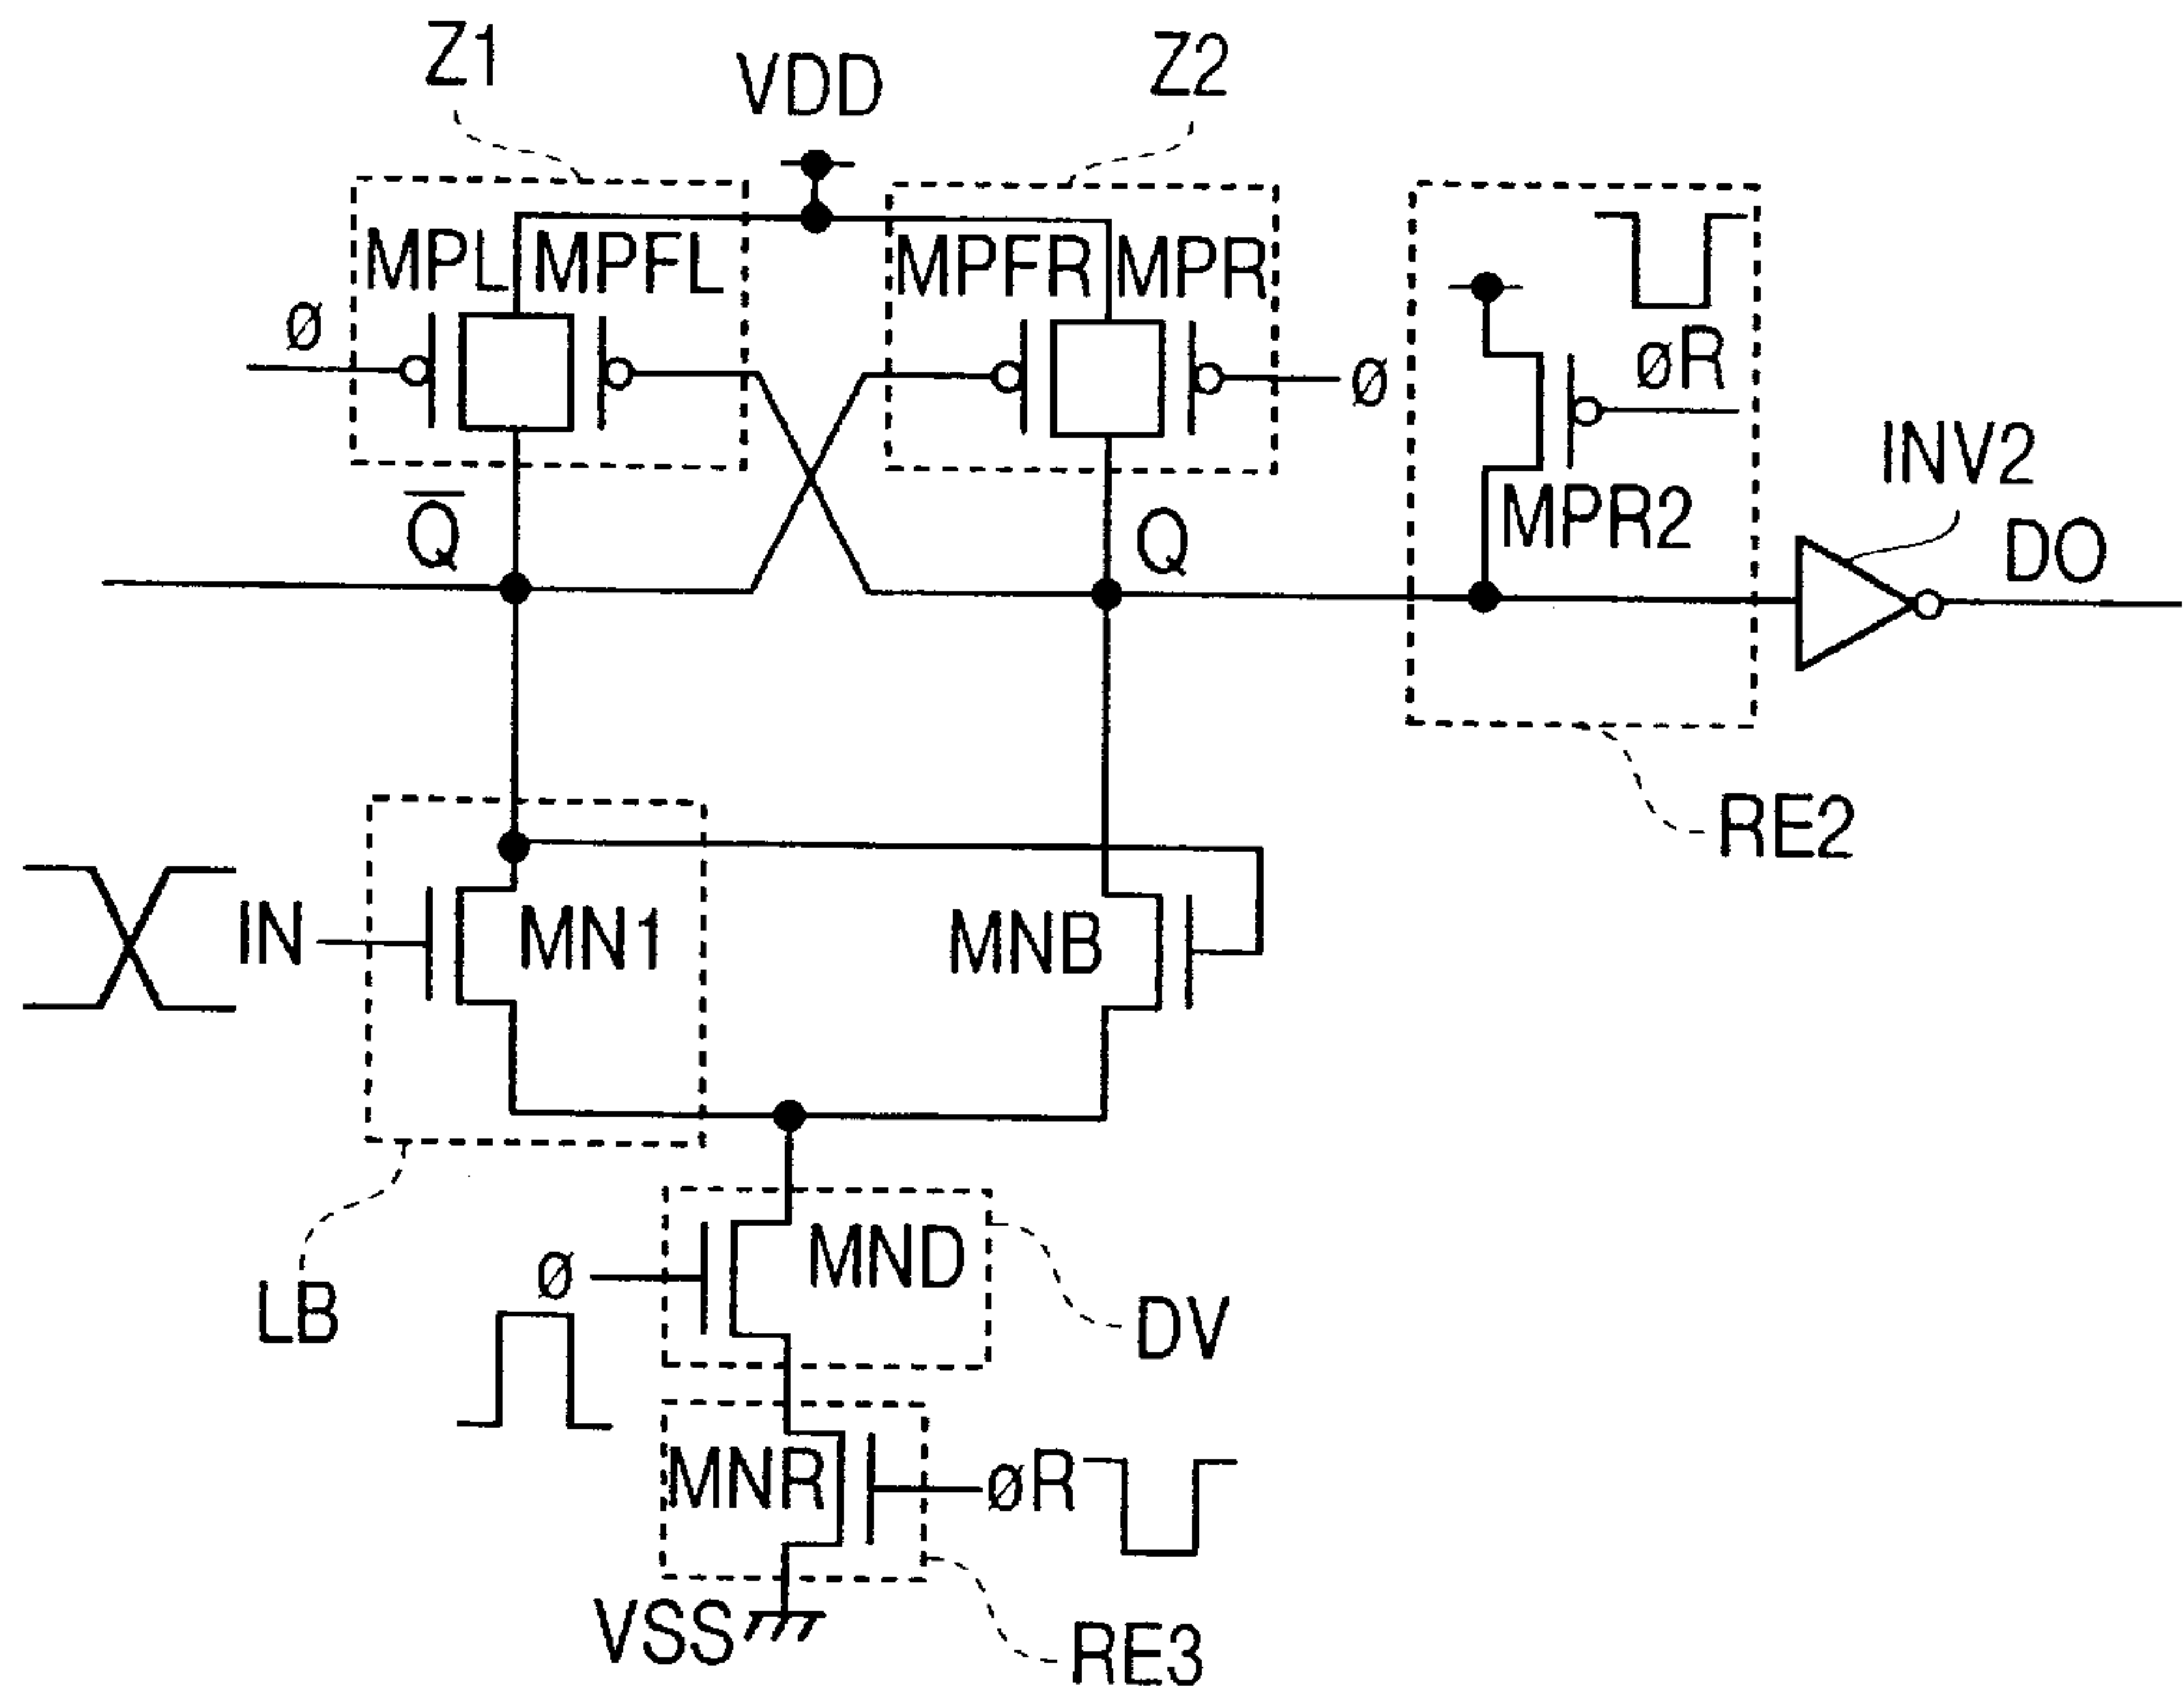 Z1
VDD
Z2
MPL
MPFL
MPFR
MPR
ø
ø
øR
MPR2
INV2
Q̅
Q
DO
RE2
IN
MN1
MNB
LB
ø
MND
DV
MNR
øR
VSS
RE3